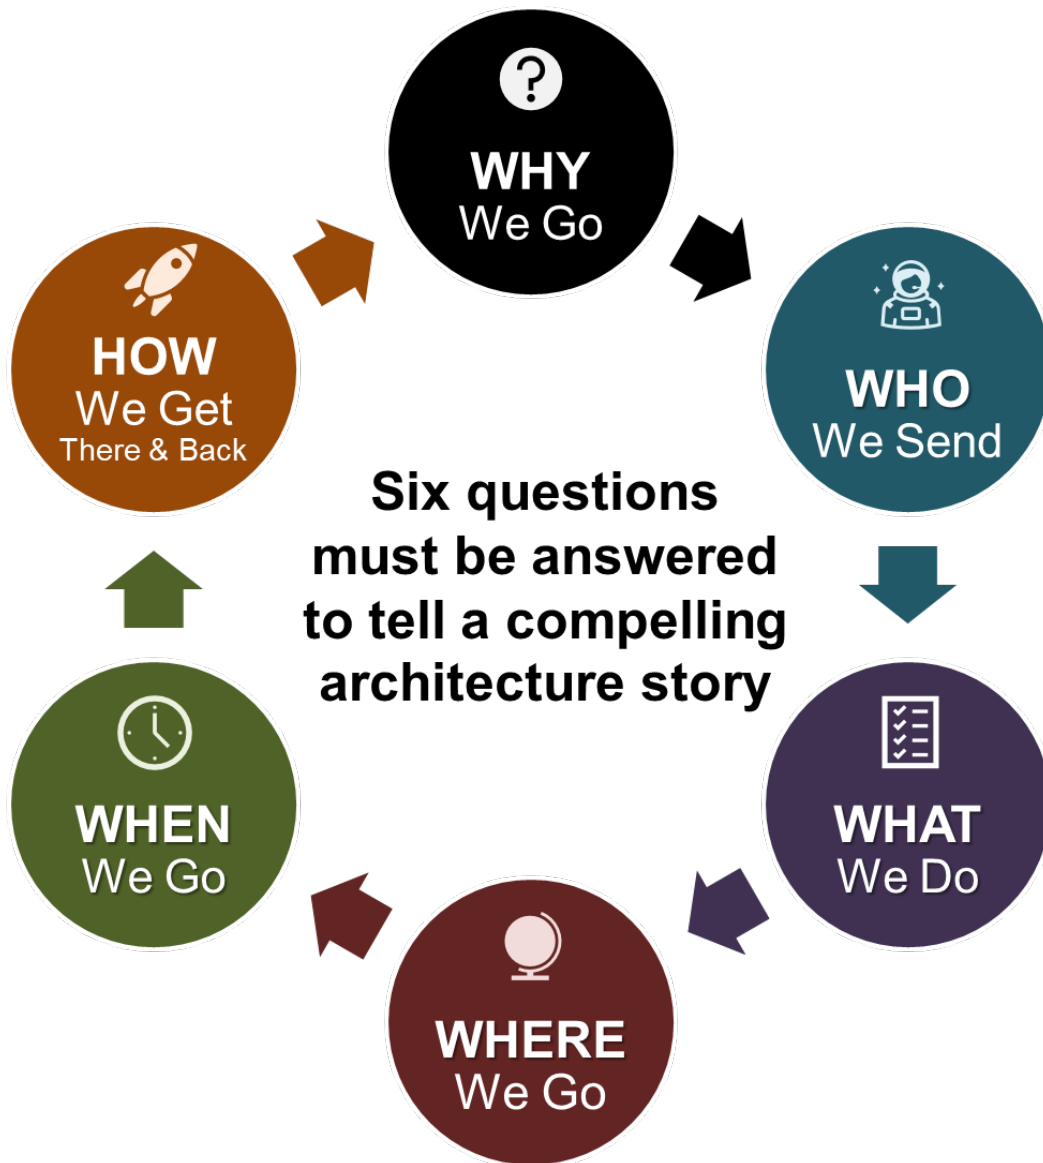 WHY
We Go
WHO
We Send
WHAT
We Do
WHERE
We Go
WHEN
We Go
HOW
We Get
There & Back
Six questions
must be answered
to tell a compelling
architecture story